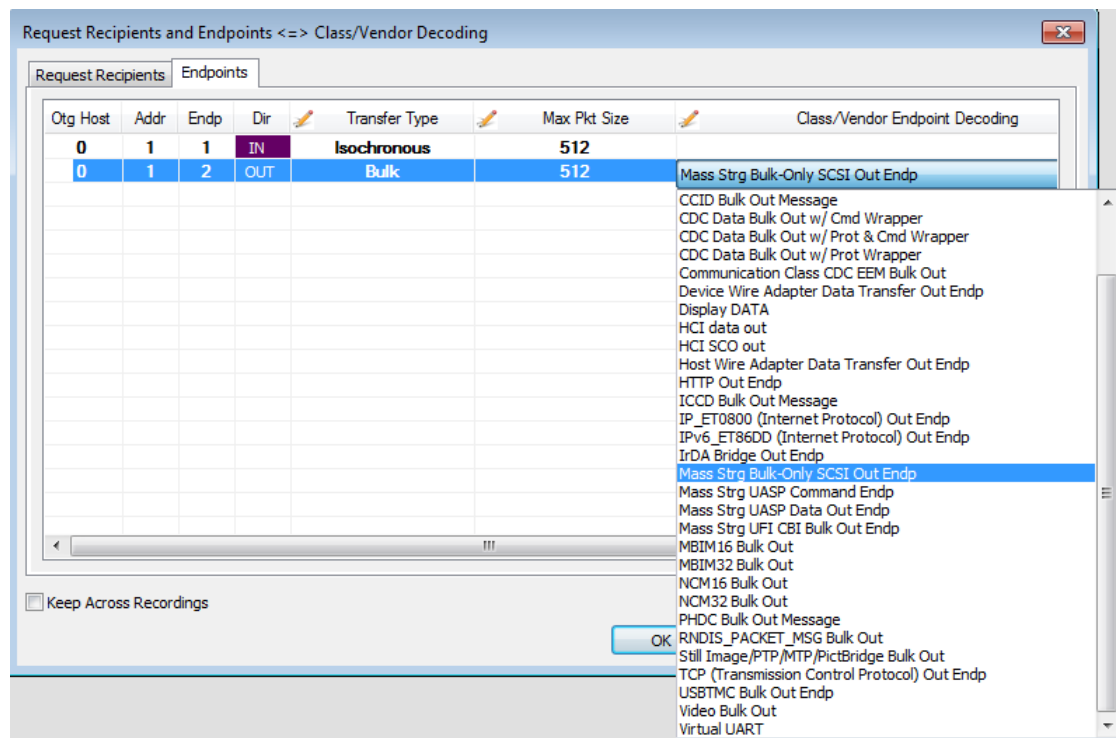 Request Recipients and Endpoints <=> Class/Vendor Decoding
Request Recipients Endpoints
Otg Host Addr Endp Dir Transfer Type Max Pkt Size Class/Vendor Endpoint Decoding
0 1 1 IN Isochronous 512
0 1 2 OUT Bulk 512 Mass Strg Bulk-Only SCSI Out Endp
CCID Bulk Out Message
CDC Data Bulk Out w/ Cmd Wrapper
CDC Data Bulk Out w/ Prot & Cmd Wrapper
CDC Data Bulk Out w/ Prot Wrapper
Communication Class CDC EEM Bulk Out
Device Wire Adapter Data Transfer Out Endp
Display DATA
HCI data out
HCI SCO out
Host Wire Adapter Data Transfer Out Endp
HTTP Out Endp
ICCD Bulk Out Message
IP_ET0800 (Internet Protocol) Out Endp
IPv6_ET86DD (Internet Protocol) Out Endp
IrDA Bridge Out Endp
Mass Strg Bulk-Only SCSI Out Endp
Mass Strg UASP Command Endp
Mass Strg UASP Data Out Endp
Mass Strg UFI CBI Bulk Out Endp
MBIM16 Bulk Out
MBIM32 Bulk Out
NCM16 Bulk Out
NCM32 Bulk Out
PHDC Bulk Out Message
RNDIS_PACKET_MSG Bulk Out
Still Image/PTP/MTP/PictBridge Bulk Out
TCP (Transmission Control Protocol) Out Endp
USBTMC Bulk Out Endp
Video Bulk Out
Virtual UART
Keep Across Recordings
OK